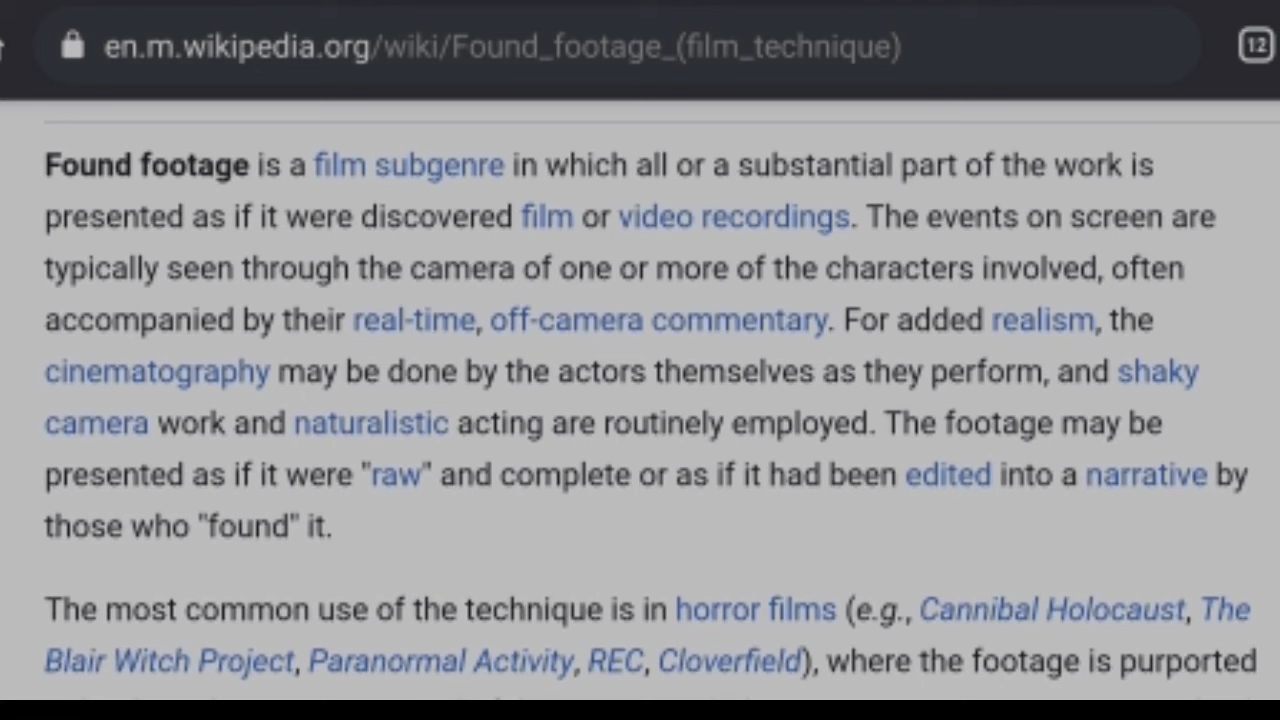 en.m.wikipedia.org/wiki/Found_footage_(film_technique)
12
Found footage is a film subgenre in which all or a substantial part of the work is
presented as if it were discovered film or video recordings. The events on screen are
typically seen through the camera of one or more of the characters involved, often
accompanied by their real-time, off-camera commentary. For added realism, the
cinematography may be done by the actors themselves as they perform, and shaky
camera work and naturalistic acting are routinely employed. The footage may be
presented as if it were "raw" and complete or as if it had been edited into a narrative by
those who "found" it.
The most common use of the technique is in horror films (e.g., Cannibal Holocaust, The
Blair Witch Project, Paranormal Activity, REC, Cloverfield), where the footage is purported